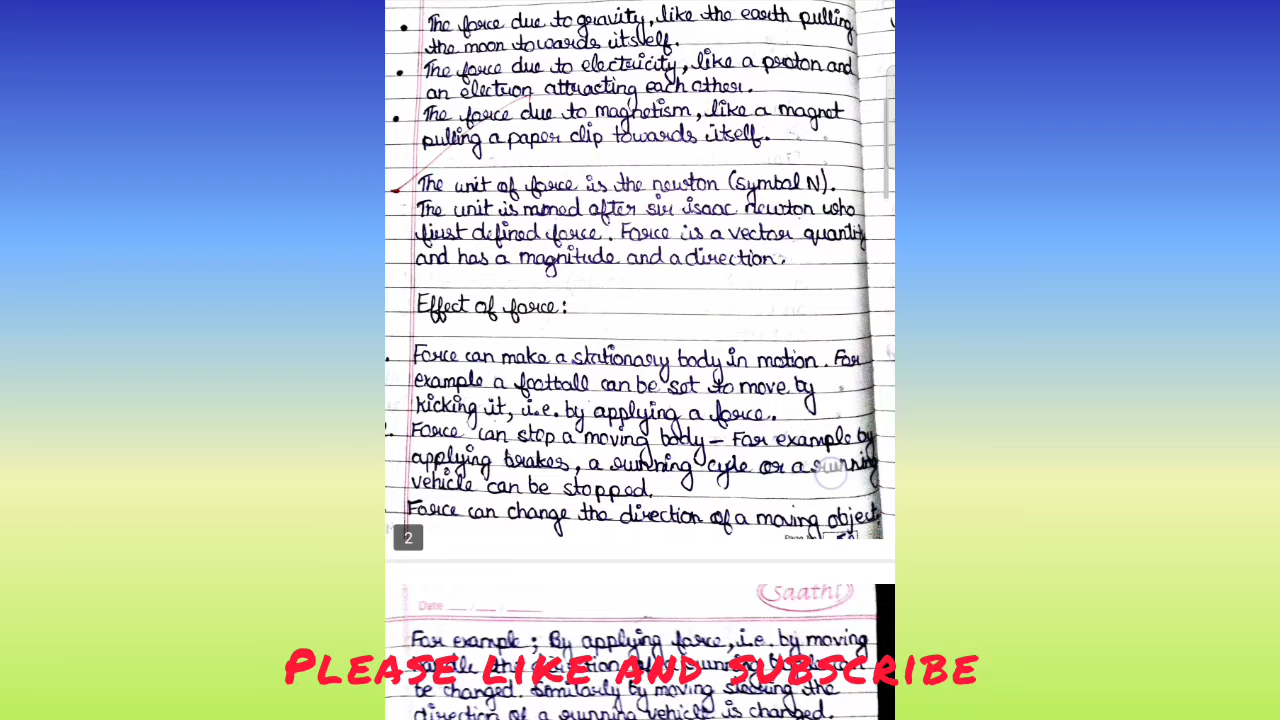 • The force due to gravity, like the earth pulling
the moon towards itself.
• The force due to electricity, like a proton and
an electron attracting each other.
• The force due to magnetism, like a magnet
pulling a paper clip towards itself.
The unit of force is the newton (symbol N).
The unit is named after sir isaac newton who
first defined force. Force is a vector quantity
and has a magnitude and a direction.
Effect of force:
Force can make a stationary body in motion. For
example a football can be set to move by
kicking it, i.e. by applying a force.
Force can stop a moving body – For example by
applying brakes, a running cycle or a running
vehicle can be stopped.
Force can change the direction of a moving object
2
Saathi
Date
For example ; By applying force, i.e. by moving
PLEASE LIKE AND SUBSCRIBE
be changed. Similarly by moving the
direction of a running vehicle is changed.